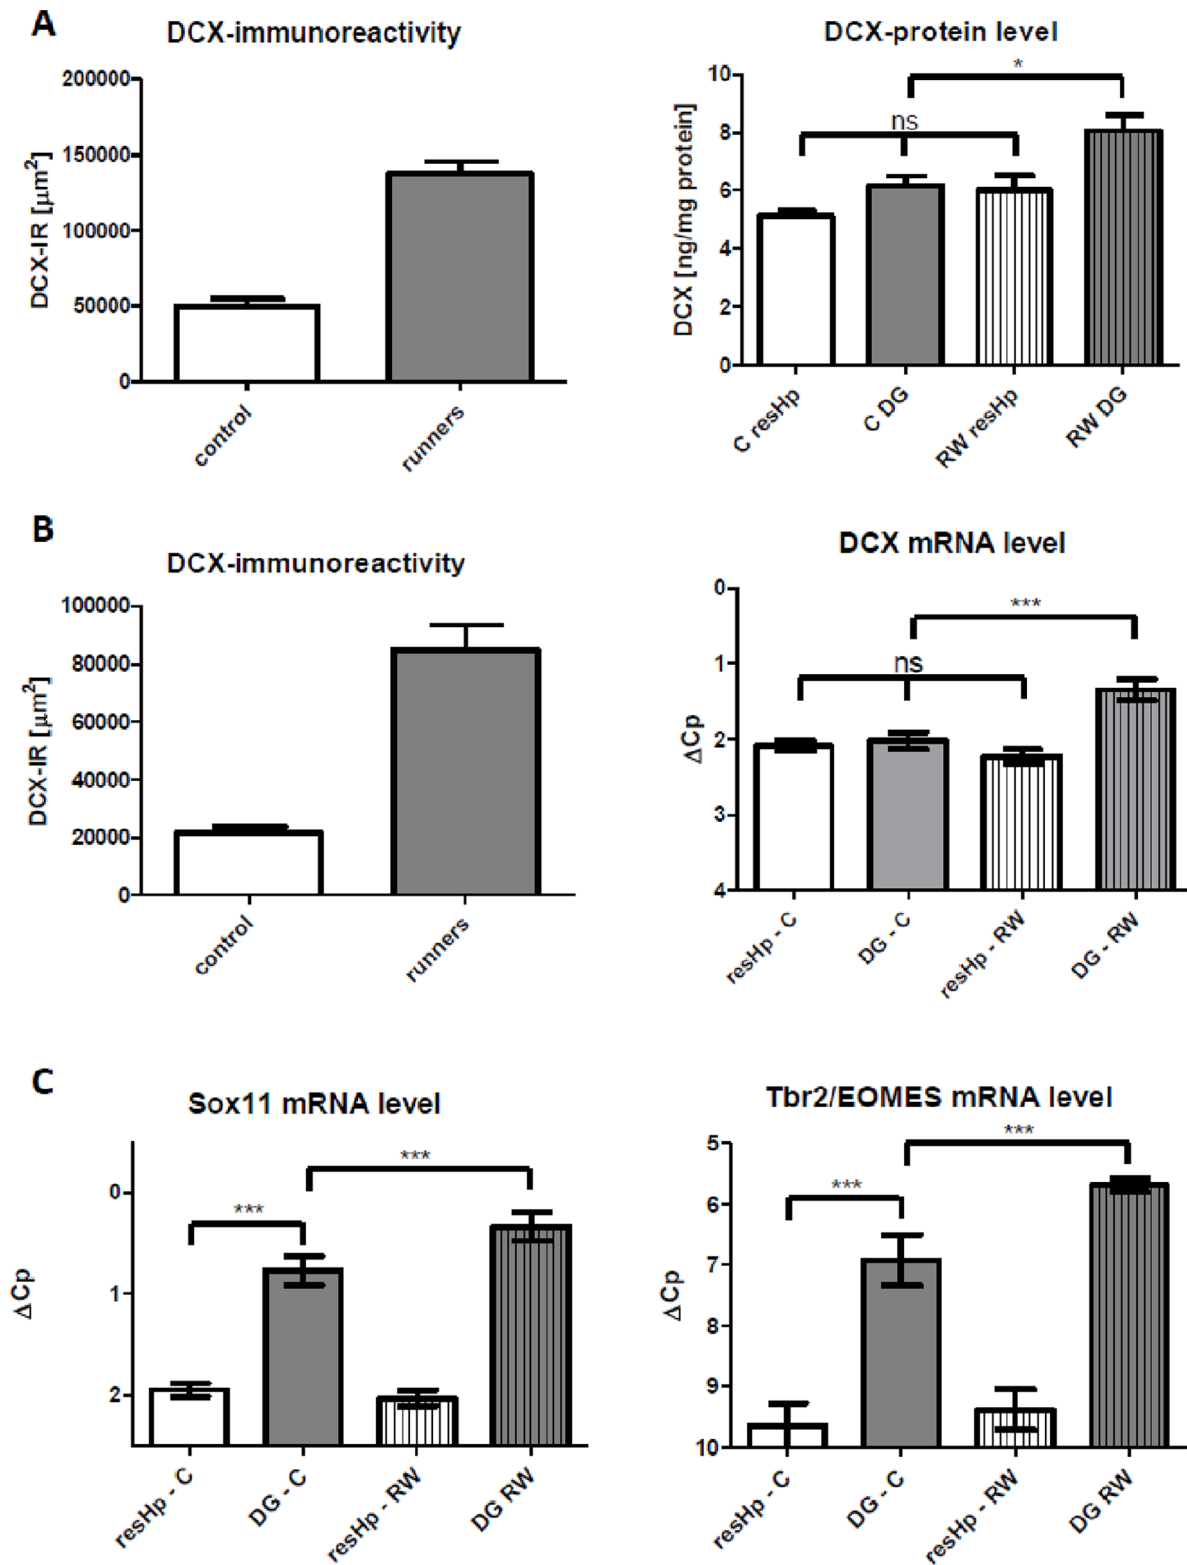 A
DCX-immunoreactivity
DCX-IR [µm²]
200000
150000
100000
50000
0
control
runners
DCX-protein level
DCX [ng/mg protein]
10
8
6
4
2
0
*
ns
C resHp
C DG
RW resHp
RW DG
B
DCX-immunoreactivity
DCX-IR [µm²]
100000
80000
60000
40000
20000
0
control
runners
DCX mRNA level
ΔCp
0
1
2
3
4
***
ns
resHp - C
DG - C
resHp - RW
DG - RW
C
Sox11 mRNA level
ΔCp
0
1
2
***
***
resHp - C
DG - C
resHp - RW
DG RW
Tbr2/EOMES mRNA level
ΔCp
5
6
7
8
9
10
***
***
resHp - C
DG - C
resHp - RW
DG RW